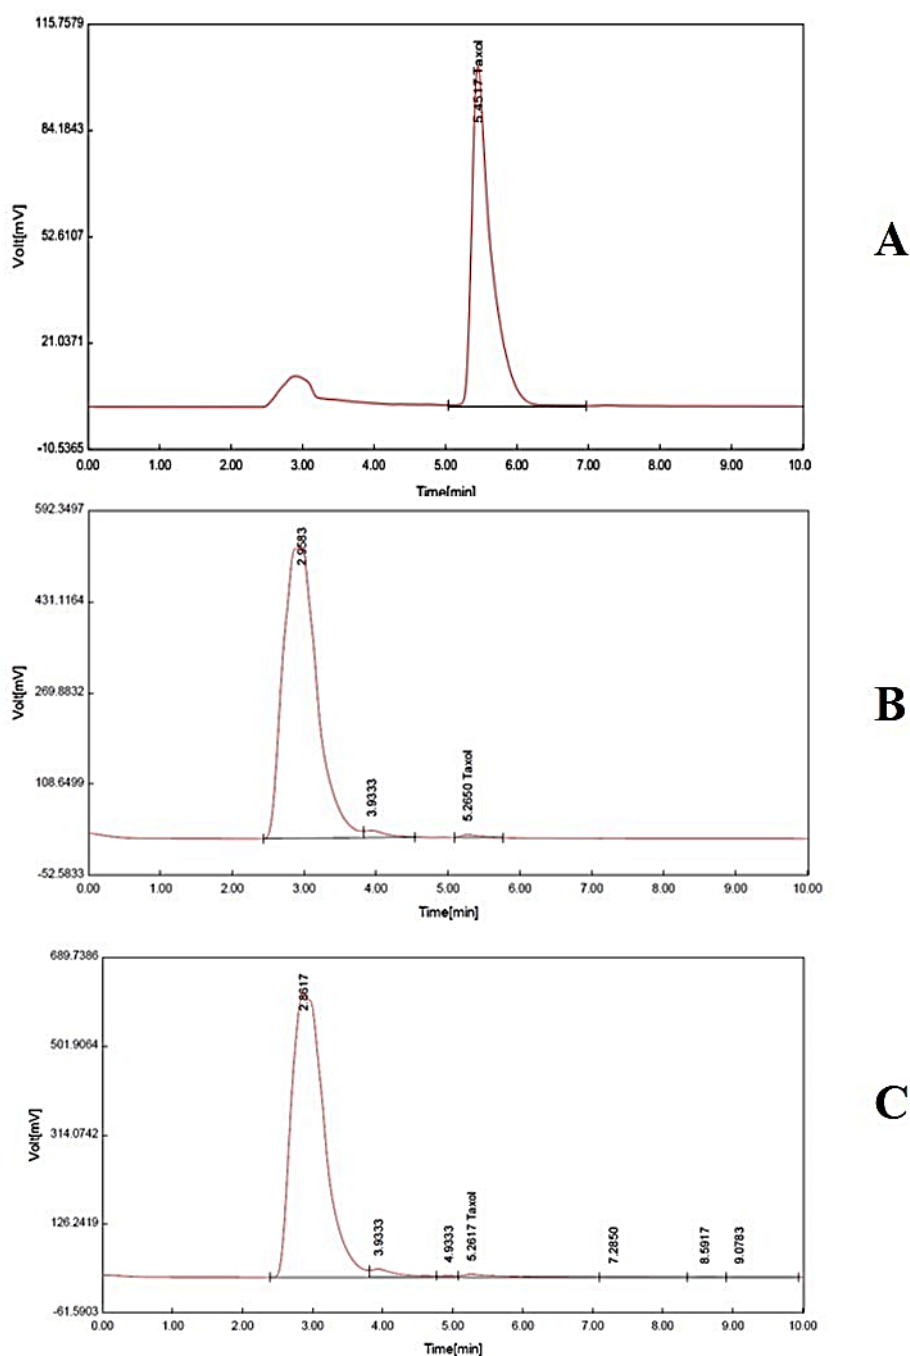 115.7579
84.1843
52.6107
21.0371
-10.5365
Volt[mV]
5.4517 Taxol
0.00 1.00 2.00 3.00 4.00 5.00 6.00 7.00 8.00 9.00 10.0
Time[min]
A
592.3497
431.1164
269.8832
108.6499
-52.5833
Volt[mV]
2.9583
3.9333
5.2650 Taxol
0.00 1.00 2.00 3.00 4.00 5.00 6.00 7.00 8.00 9.00 10.00
Time[min]
B
689.7386
501.9064
314.0742
126.2419
-61.5903
Volt[mV]
2.8617
3.9333
4.9333
5.2617 Taxol
7.2850
8.5917
9.0783
0.00 1.00 2.00 3.00 4.00 5.00 6.00 7.00 8.00 9.00 10.00
Time[min]
C